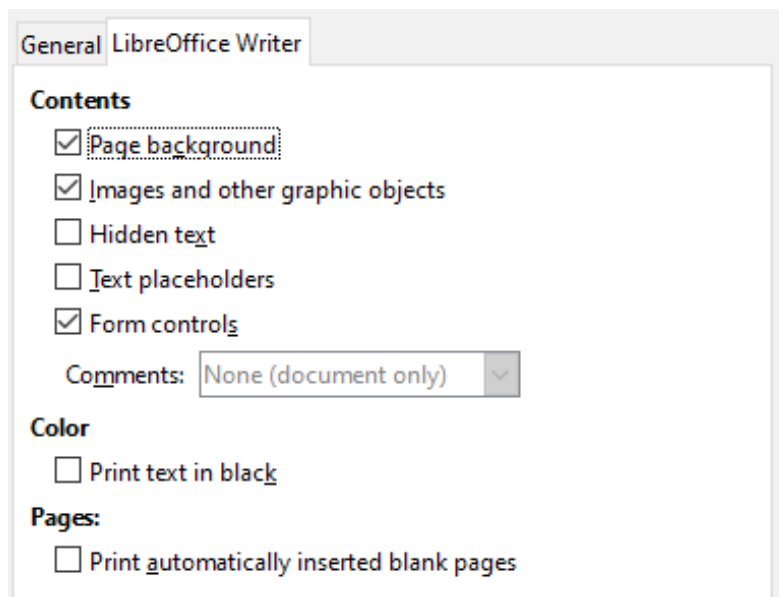 General LibreOffice Writer
Contents
Page background
Images and other graphic objects
Hidden text
Text placeholders
Form controls
Comments: None (document only)
Color
Print text in black
Pages:
Print automatically inserted blank pages